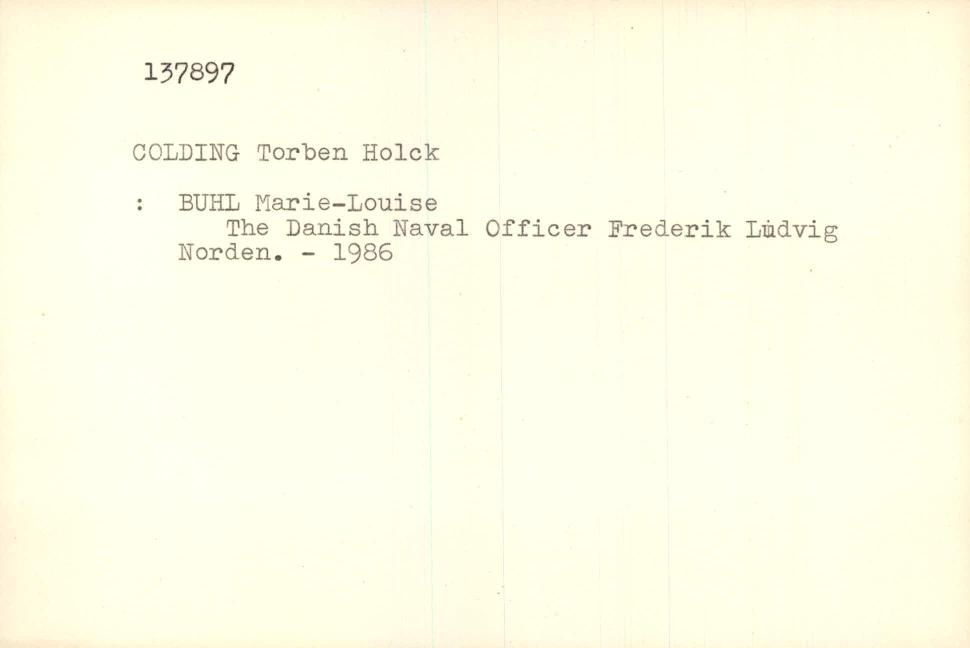 137897
COLDING Torben Holck
: BUHL Marie-Louise
The Danish Naval Officer Frederik Ludvig
Norden. - 1986